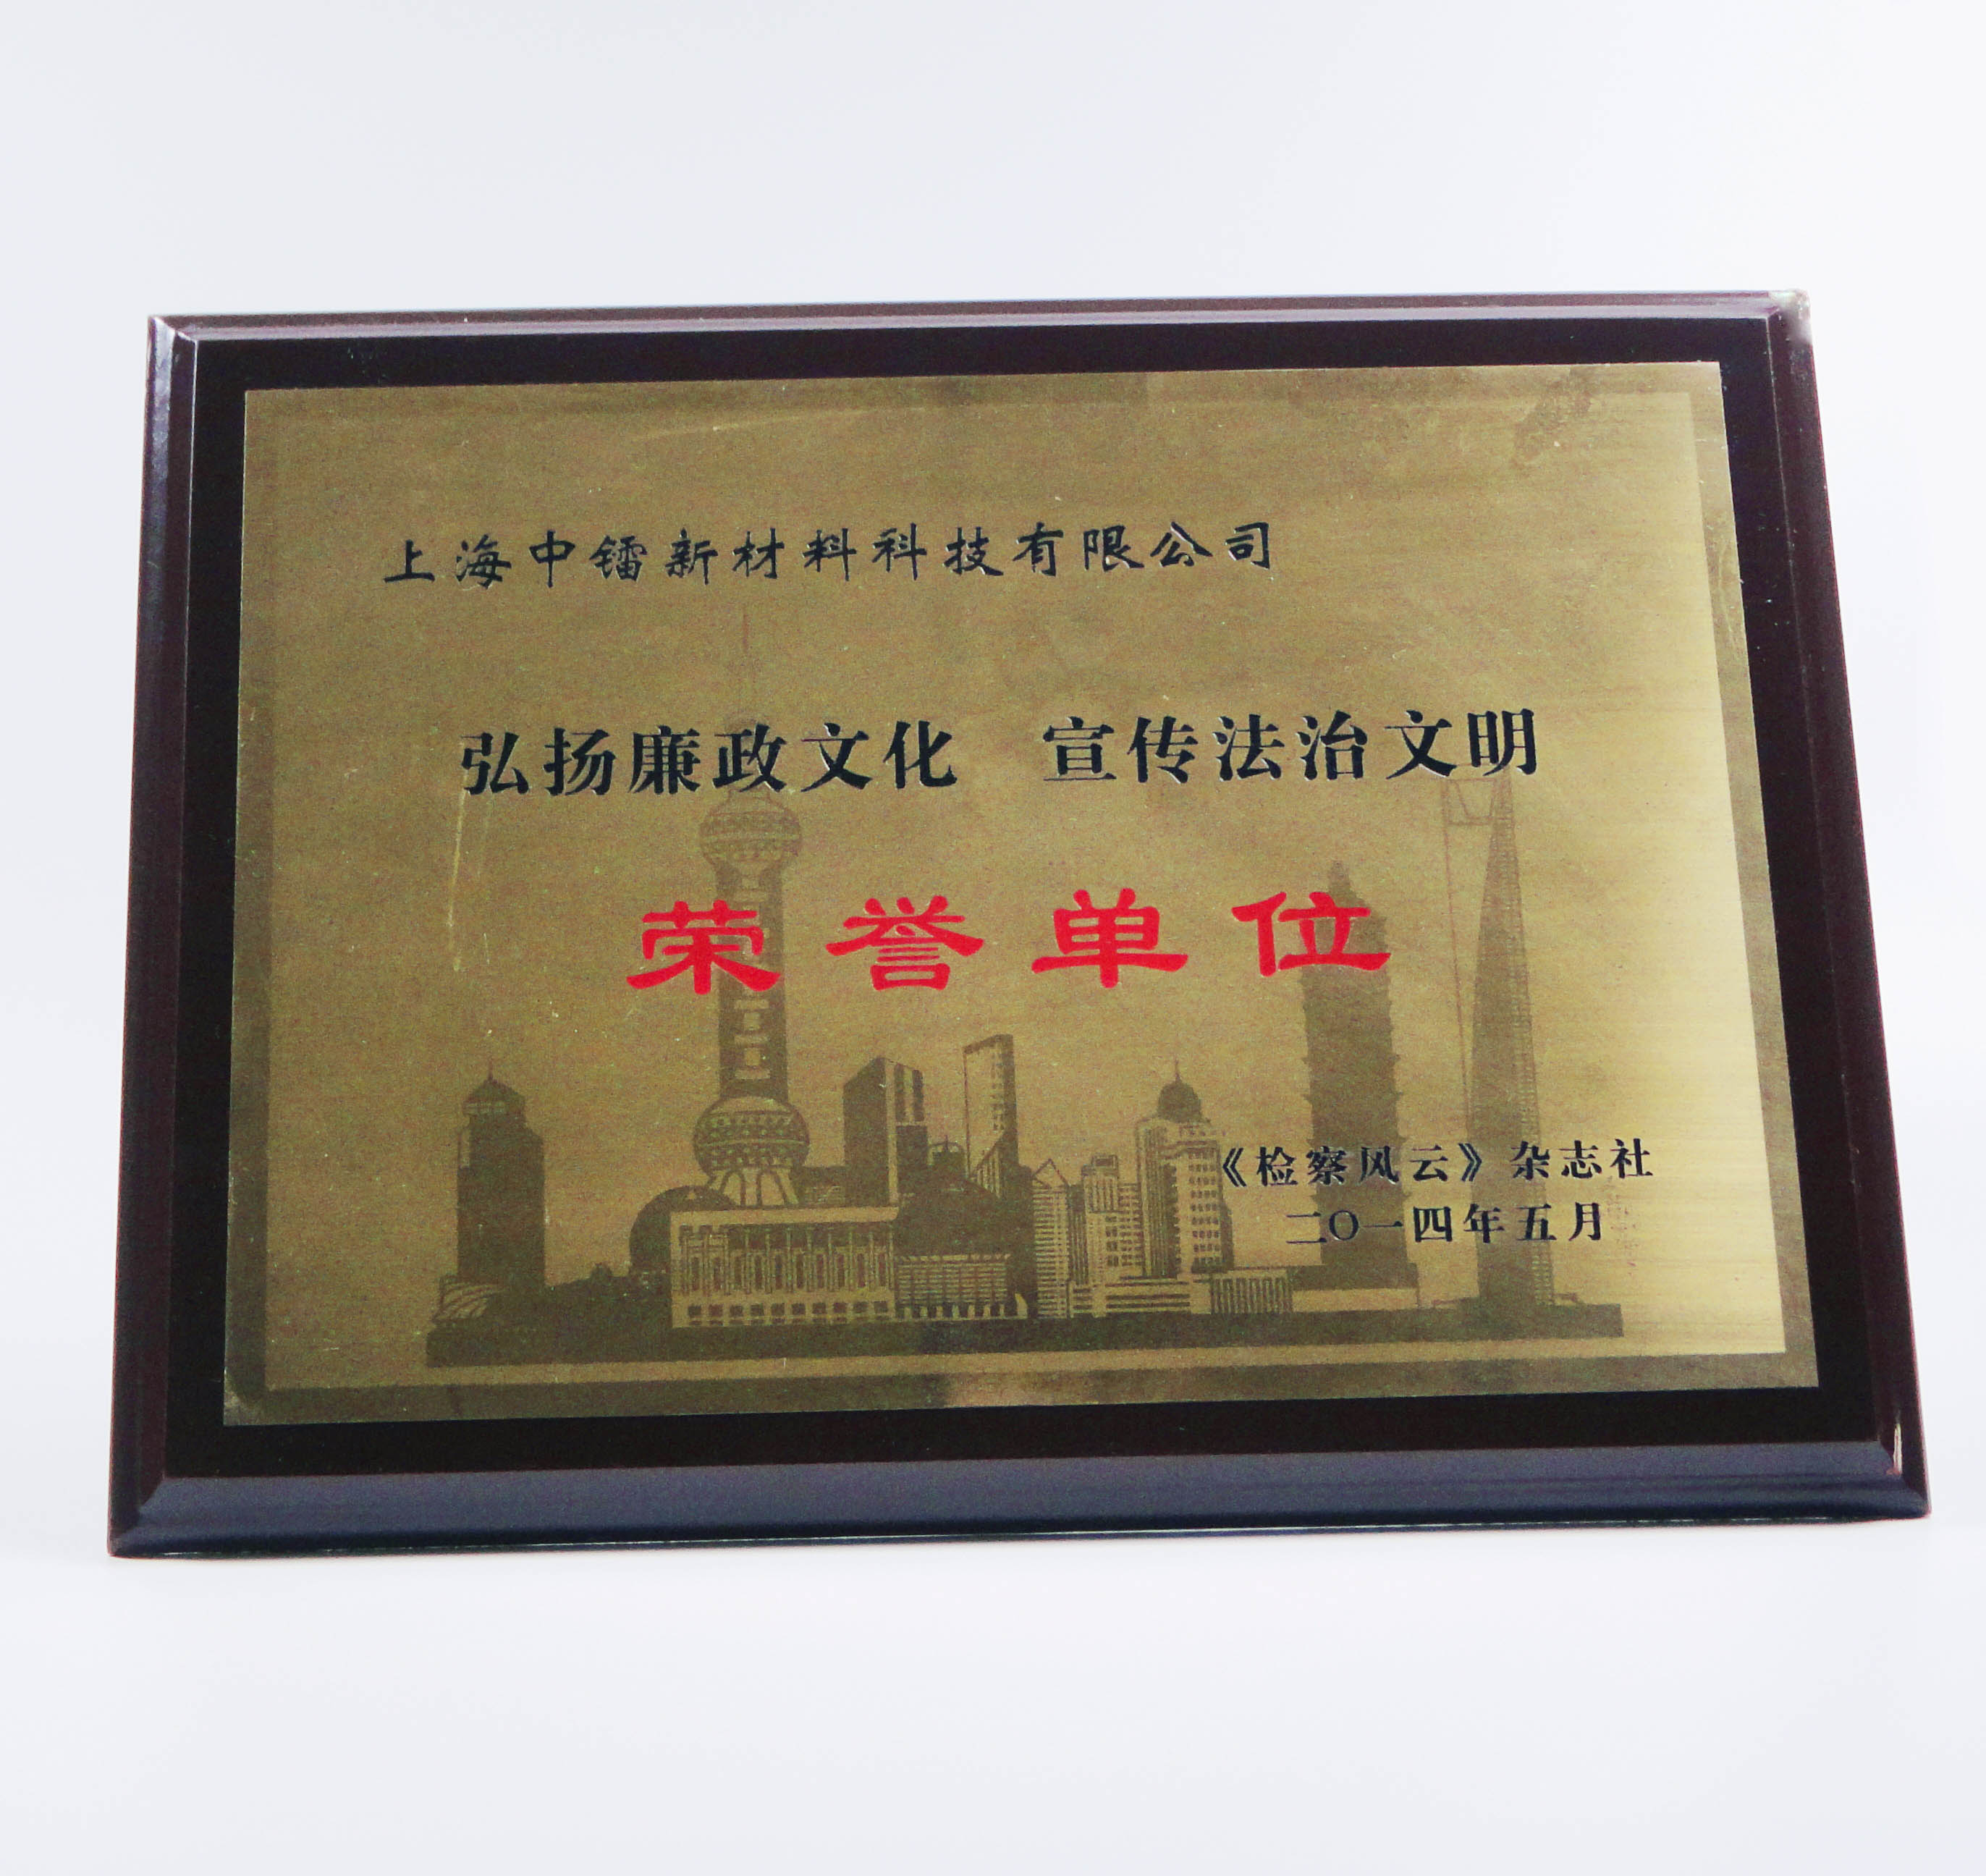 上海中镭新材料科技有限公司
弘扬廉政文化 宣传法治文明
荣誉单位
《检察风云》杂志社
二〇一四年五月